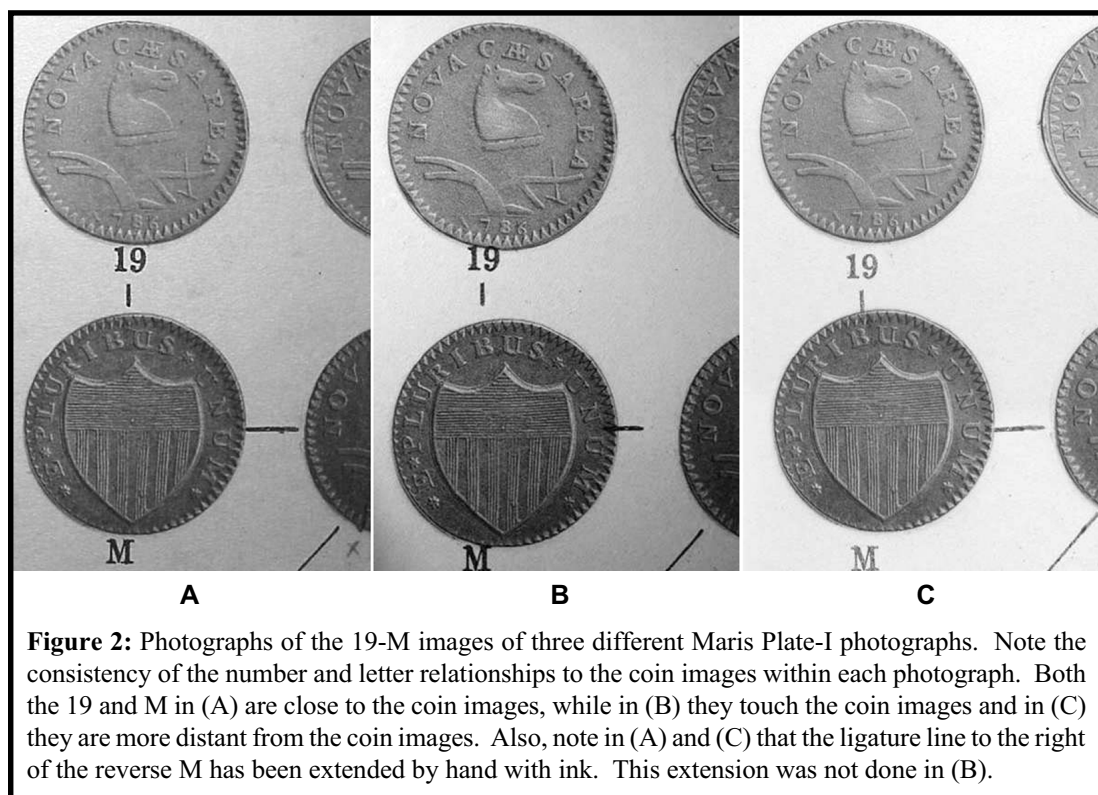 NOVA CÆSAREA NOVA CÆSAREA NOVA CÆSAREA
1786 1786 1786
19 19 19
*E*PLURIBUS*UNUM* NOV *E*PLURIBUS*UNUM* NOV *E*PLURIBUS*UNUM*
M x M M
A B C
Figure 2: Photographs of the 19-M images of three different Maris Plate-I photographs. Note the
consistency of the number and letter relationships to the coin images within each photograph. Both
the 19 and M in (A) are close to the coin images, while in (B) they touch the coin images and in (C)
they are more distant from the coin images. Also, note in (A) and (C) that the ligature line to the right
of the reverse M has been extended by hand with ink. This extension was not done in (B).